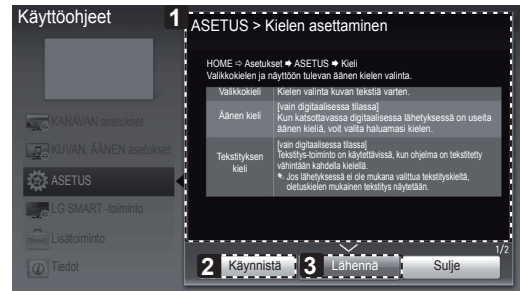 Käyttöohjeet
1
ASETUS > Kielen asettaminen
HOME ⇨ Asetukset ➡ ASETUS ➡ Kieli
Valikkokielen ja näyttöön tulevan äänen kielen valinta.
Valikkokieli Kielen valinta kuvan tekstiä varten.
Äänen kieli
[vain digitaalisessa tilassa]
Kun katsottavassa digitaalisessa lähetyksessä on useita
äänen kieliä, voit valita haluamasi kielen.
Tekstityksen
kieli
[vain digitaalisessa tilassa]
Tekstitys-toiminto on käytettävissä, kun ohjelma on tekstitetty
vähintään kahdella kielellä.
Jos lähetyksessä ei ole mukana valittua tekstityskieltä,
oletuskielen mukainen tekstitys näytetään.
KANAVAN asetukset
KUVAN, ÄÄNEN asetukset
ASETUS
LG SMART -toiminto
Lisätoiminto
Tiedot
1/2
2 Käynnistä
3 Lähennä
Sulje